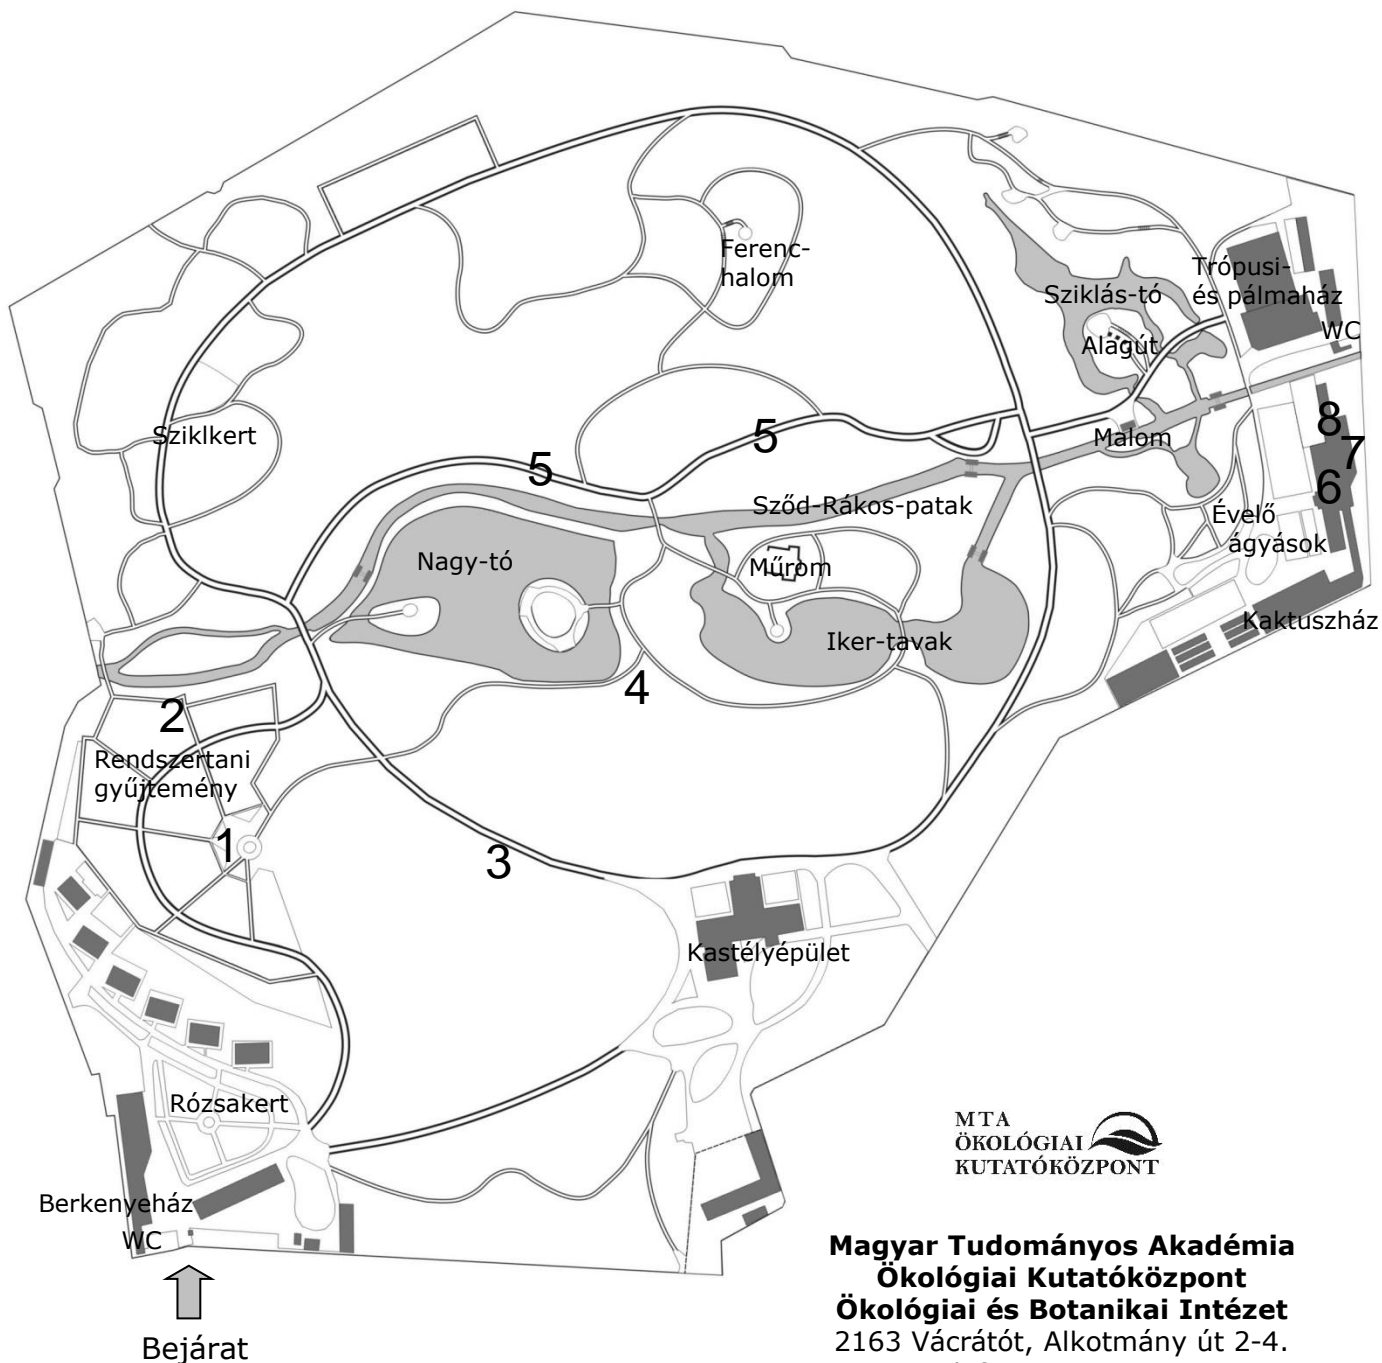 Ferenc-
halom
Trópusi-
és pálmaház
Sziklás-tó
WC
Alagút
8
Sziklkert
5
Malom
7
5
6
Sződ-Rákos-patak
Évelő
ágyások
Nagy-tó
Műrom
Kaktuszház
Iker-tavak
4
2
Rendszertani
gyűjtemény
1
3
Kastélyépület
Rózsakert
MTA
ÖKOLÓGIAI
KUTATÓKÖZPONT
Berkenyeház
WC
Bejárat
Magyar Tudományos Akadémia
Ökológiai Kutatóközpont
Ökológiai és Botanikai Intézet
2163 Vácrátót, Alkotmány út 2-4.